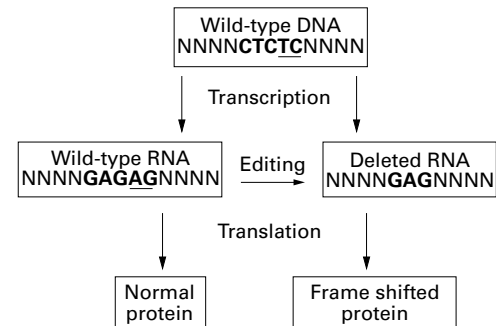 Wild-type DNA
NNNNCTCTCNNNN
Transcription
Wild-type RNA
NNNNGAGAGNNNN
Editing
Deleted RNA
NNNNGAGNNNN
Translation
Normal
protein
Frame shifted
protein